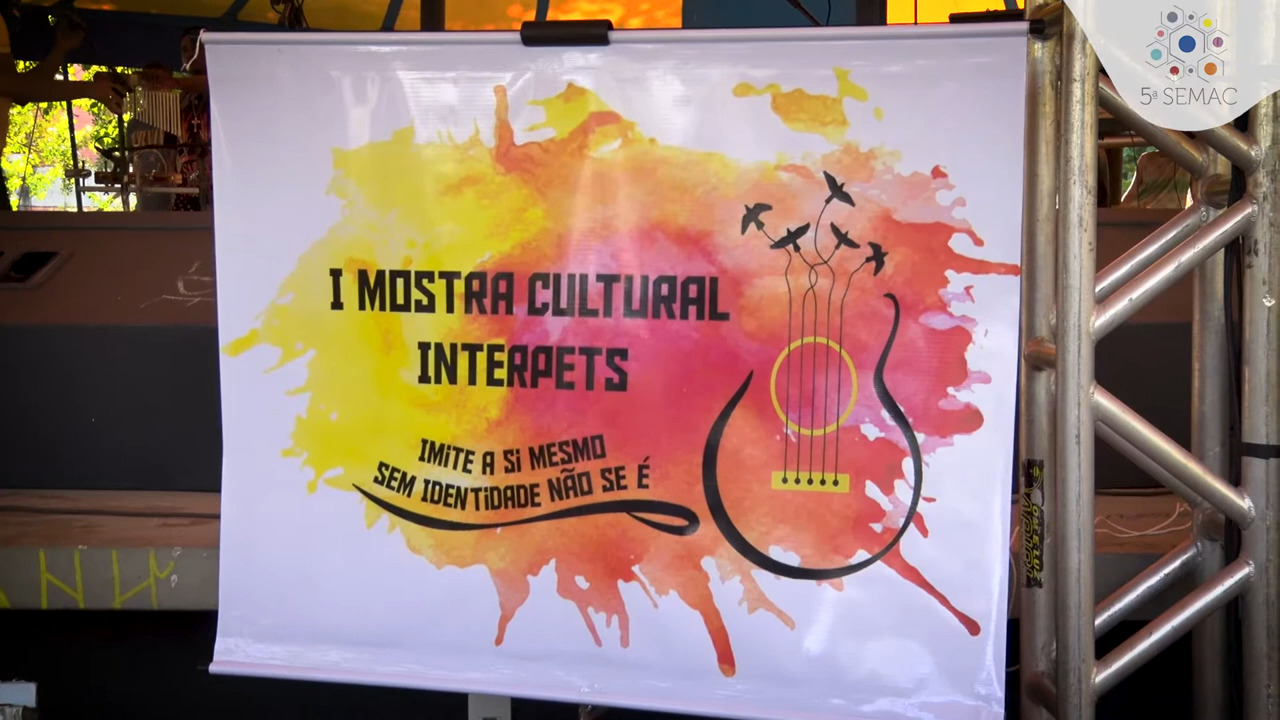 5ª SEMAC
I MOSTRA CULTURAL
INTERPETS
IMITE A SI MESMO
SEM IDENTIDADE NÃO SE É